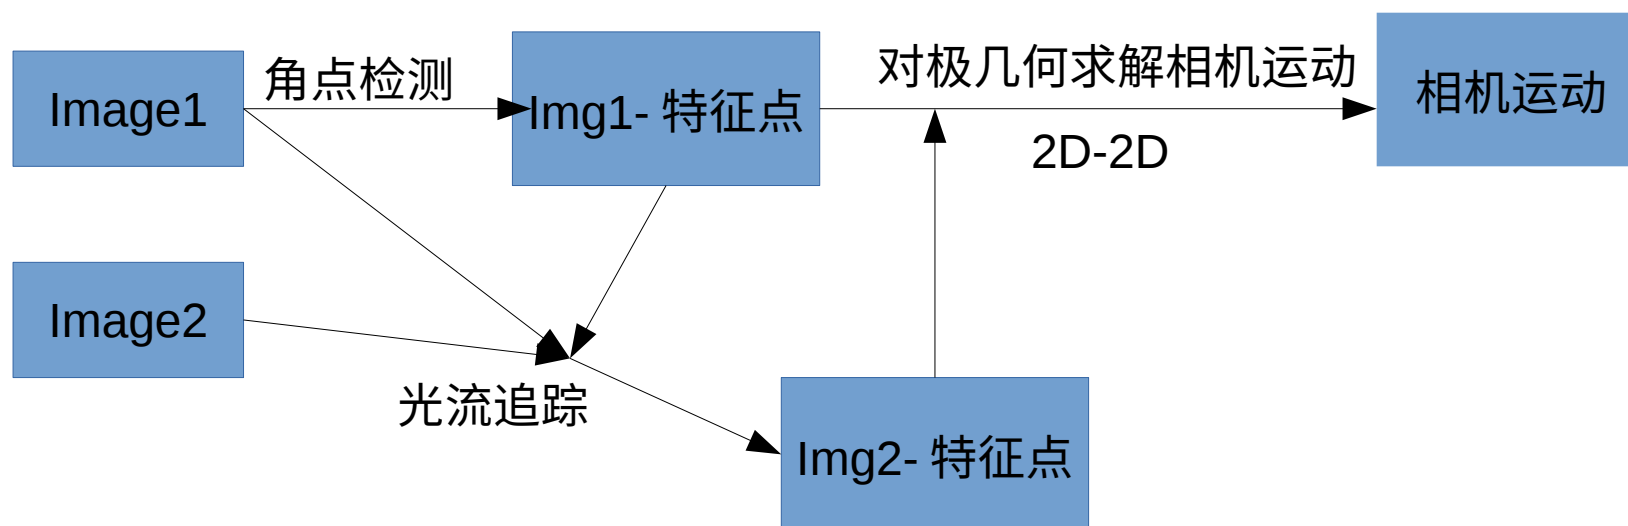 Image1
角点检测
Img1- 特征点
对极几何求解相机运动
2D-2D
相机运动
Image2
光流追踪
Img2- 特征点